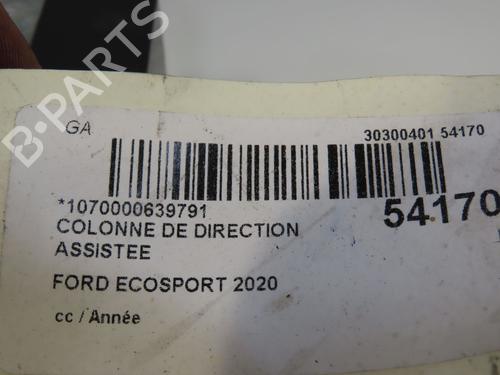 B-PARTS
GA
30300401 54170
*1070000639791
54170
COLONNE DE DIRECTION
ASSISTEE
FORD ECOSPORT 2020
cc / Année